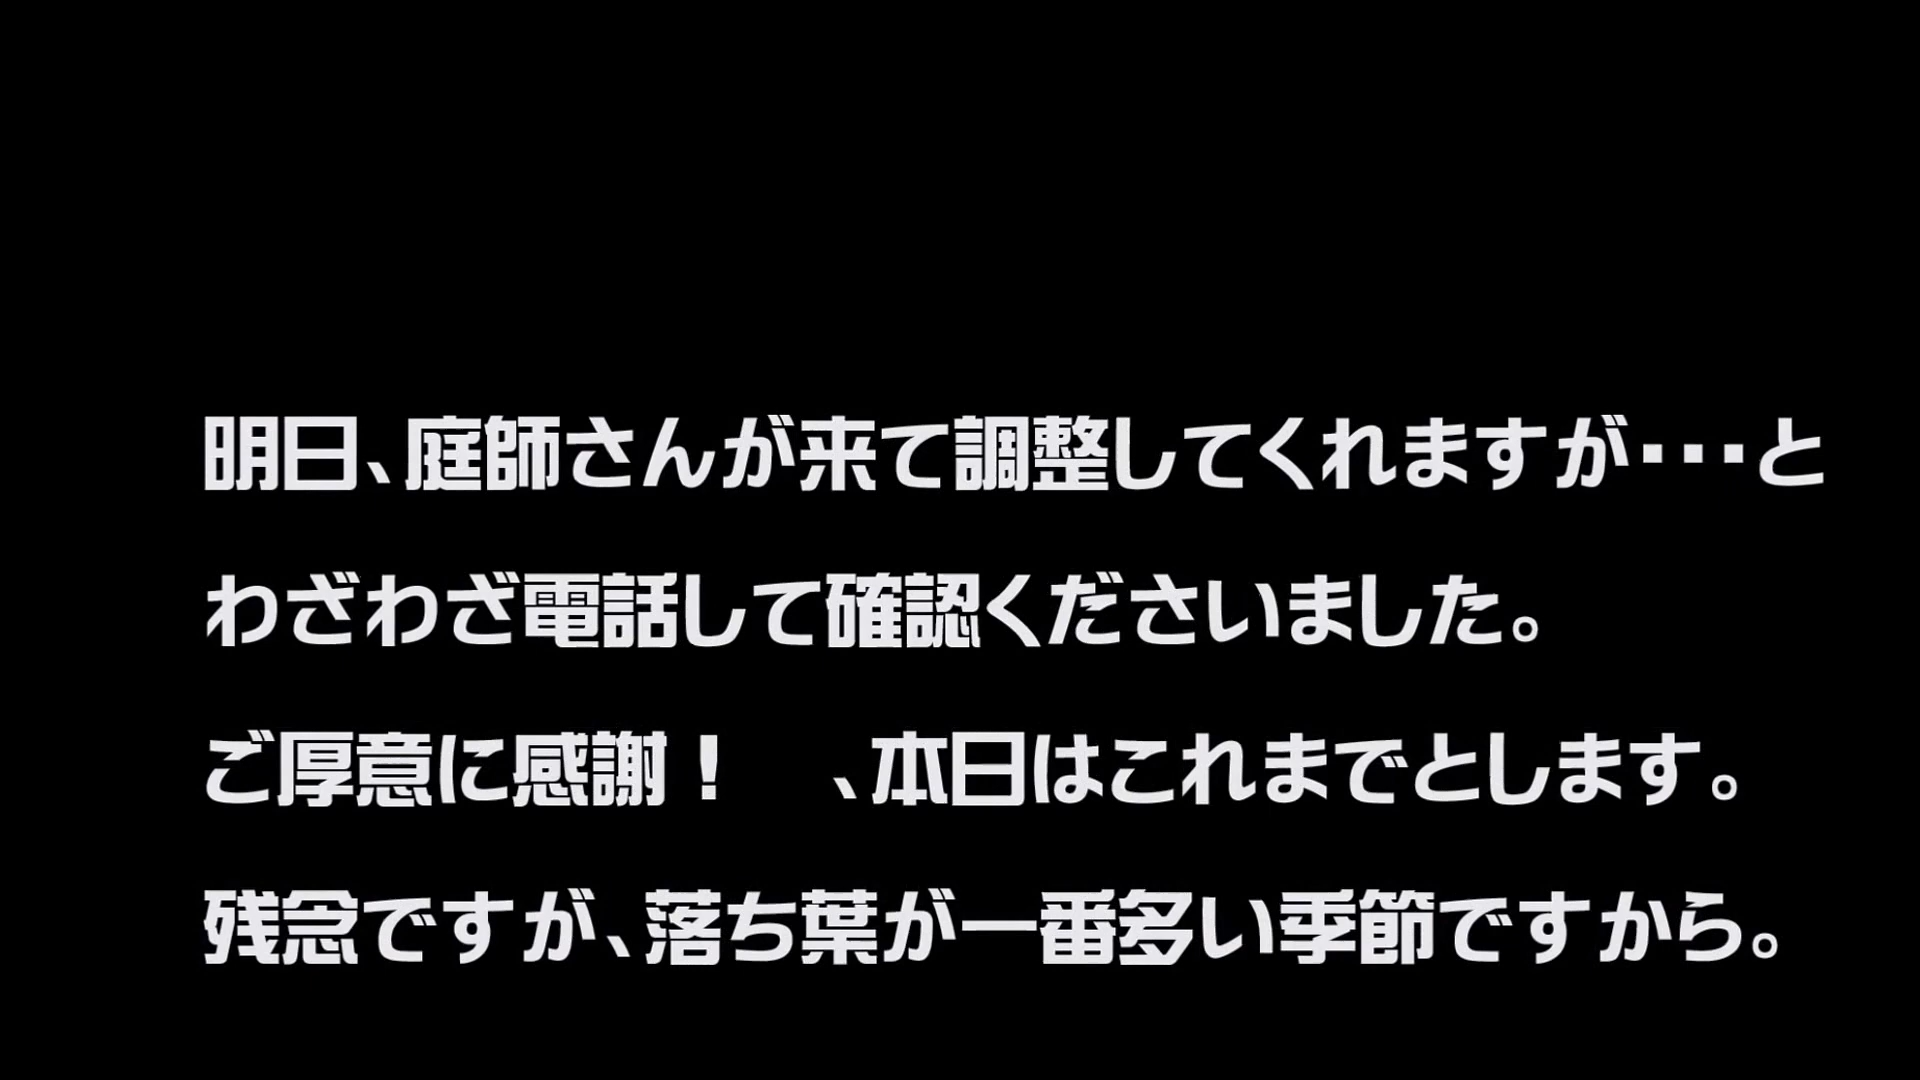 明日、庭師さんが来て調整してくれますが・・・と
わざわざ電話して確認くださいました。
ご厚意に感謝！　、本日はこれまでとします。
残念ですが、落ち葉が一番多い季節ですから。